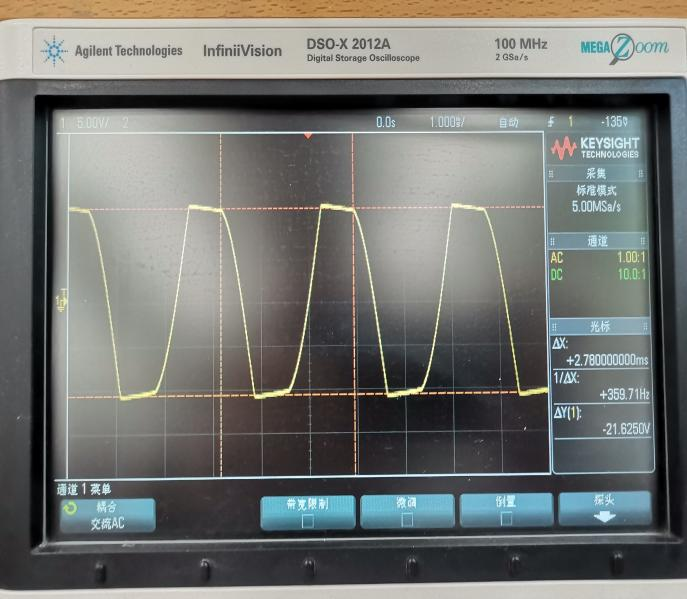 Agilent Technologies InfiniiVision DSO-X 2012A 100 MHz MEGA Zoom
Digital Storage Oscilloscope 2 GSa/s
1 5.00V/ 2 0.0s 1.000 自动 1 -135
KEYSIGHT
TECHNOLOGIES
采集
标准模式
5.00MSa/s
通道
AC 1.00:1
DC 10.0:1
光标
ΔX:
+2.780000000ms
1/ΔX:
+359.71Hz
ΔY(1):
-21.6250V
通道 1 菜单
耦合 带宽限制 微调 倒置 探头
交流AC